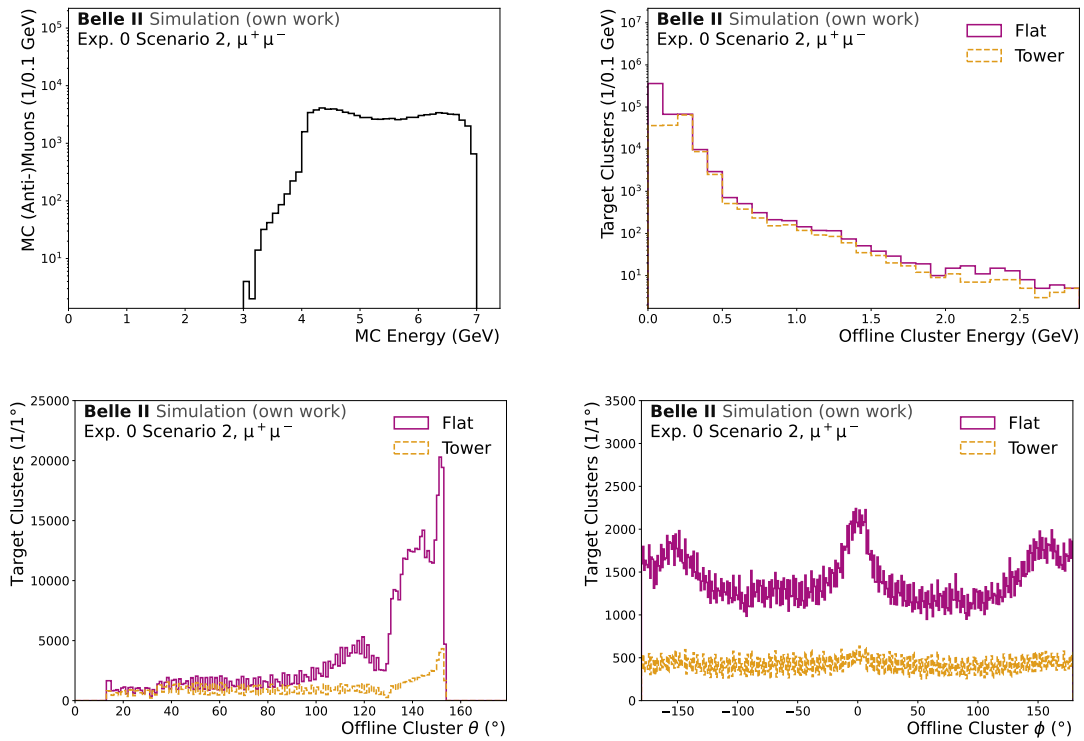 Belle II Simulation (own work)
Exp. 0 Scenario 2, μ⁺μ⁻
MC (Anti-)Muons (1/0.1 GeV)
10⁵
10⁴
10³
10²
10¹
0 1 2 3 4 5 6 7
MC Energy (GeV)
Belle II Simulation (own work)
Exp. 0 Scenario 2, μ⁺μ⁻
Flat
Tower
Target Clusters (1/0.1 GeV)
10⁷
10⁶
10⁵
10⁴
10³
10²
10¹
0.0 0.5 1.0 1.5 2.0 2.5
Offline Cluster Energy (GeV)
Belle II Simulation (own work)
Exp. 0 Scenario 2, μ⁺μ⁻
Flat
Tower
Target Clusters (1/1°)
25000
20000
15000
10000
5000
0
0 20 40 60 80 100 120 140 160
Offline Cluster θ (°)
Belle II Simulation (own work)
Exp. 0 Scenario 2, μ⁺μ⁻
Flat
Tower
Target Clusters (1/1°)
3500
3000
2500
2000
1500
1000
500
0
−150 −100 −50 0 50 100 150
Offline Cluster ϕ (°)